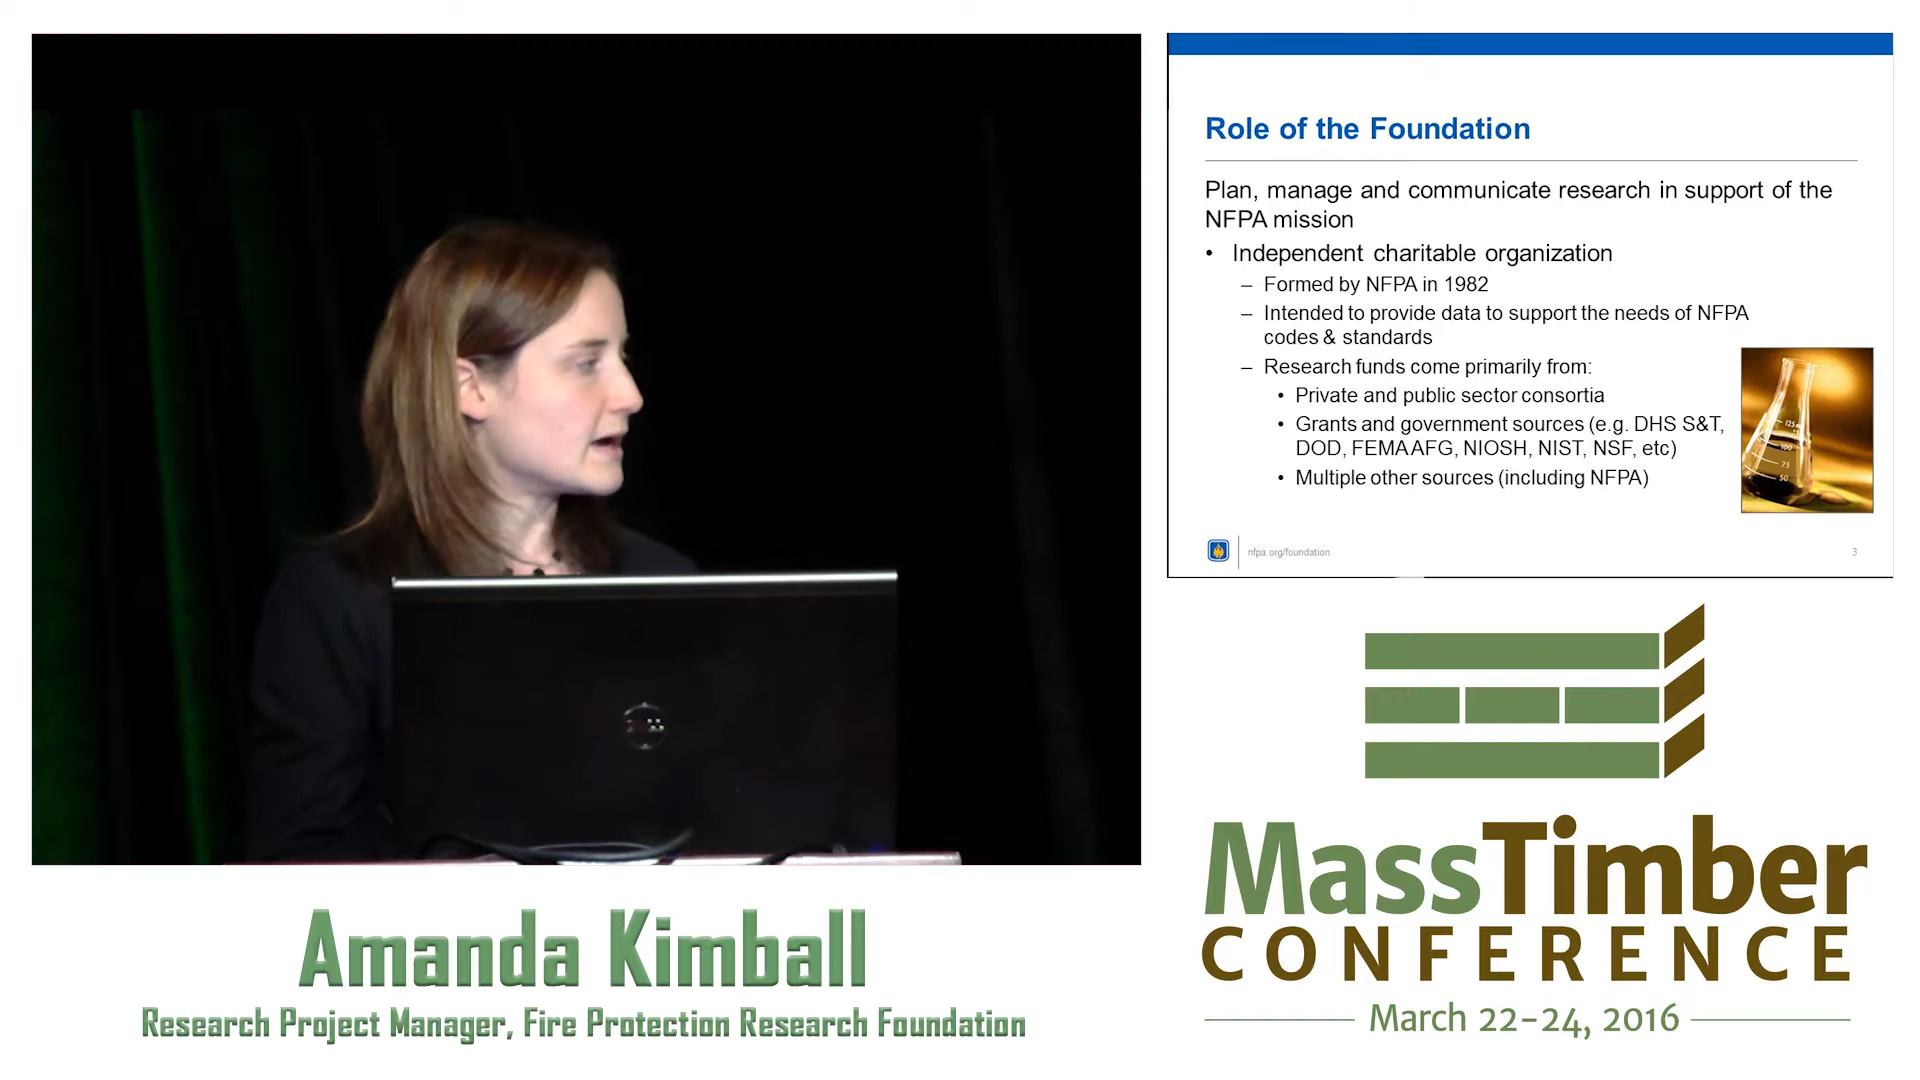 Role of the Foundation
Plan, manage and communicate research in support of the
NFPA mission
• Independent charitable organization
– Formed by NFPA in 1982
– Intended to provide data to support the needs of NFPA
codes & standards
– Research funds come primarily from:
• Private and public sector consortia
• Grants and government sources (e.g. DHS S&T,
DOD, FEMA AFG, NIOSH, NIST, NSF, etc)
• Multiple other sources (including NFPA)
125
100
75
50
nfpa.org/foundation
3
MassTimber
CONFERENCE
March 22-24, 2016
Amanda Kimball
Research Project Manager, Fire Protection Research Foundation